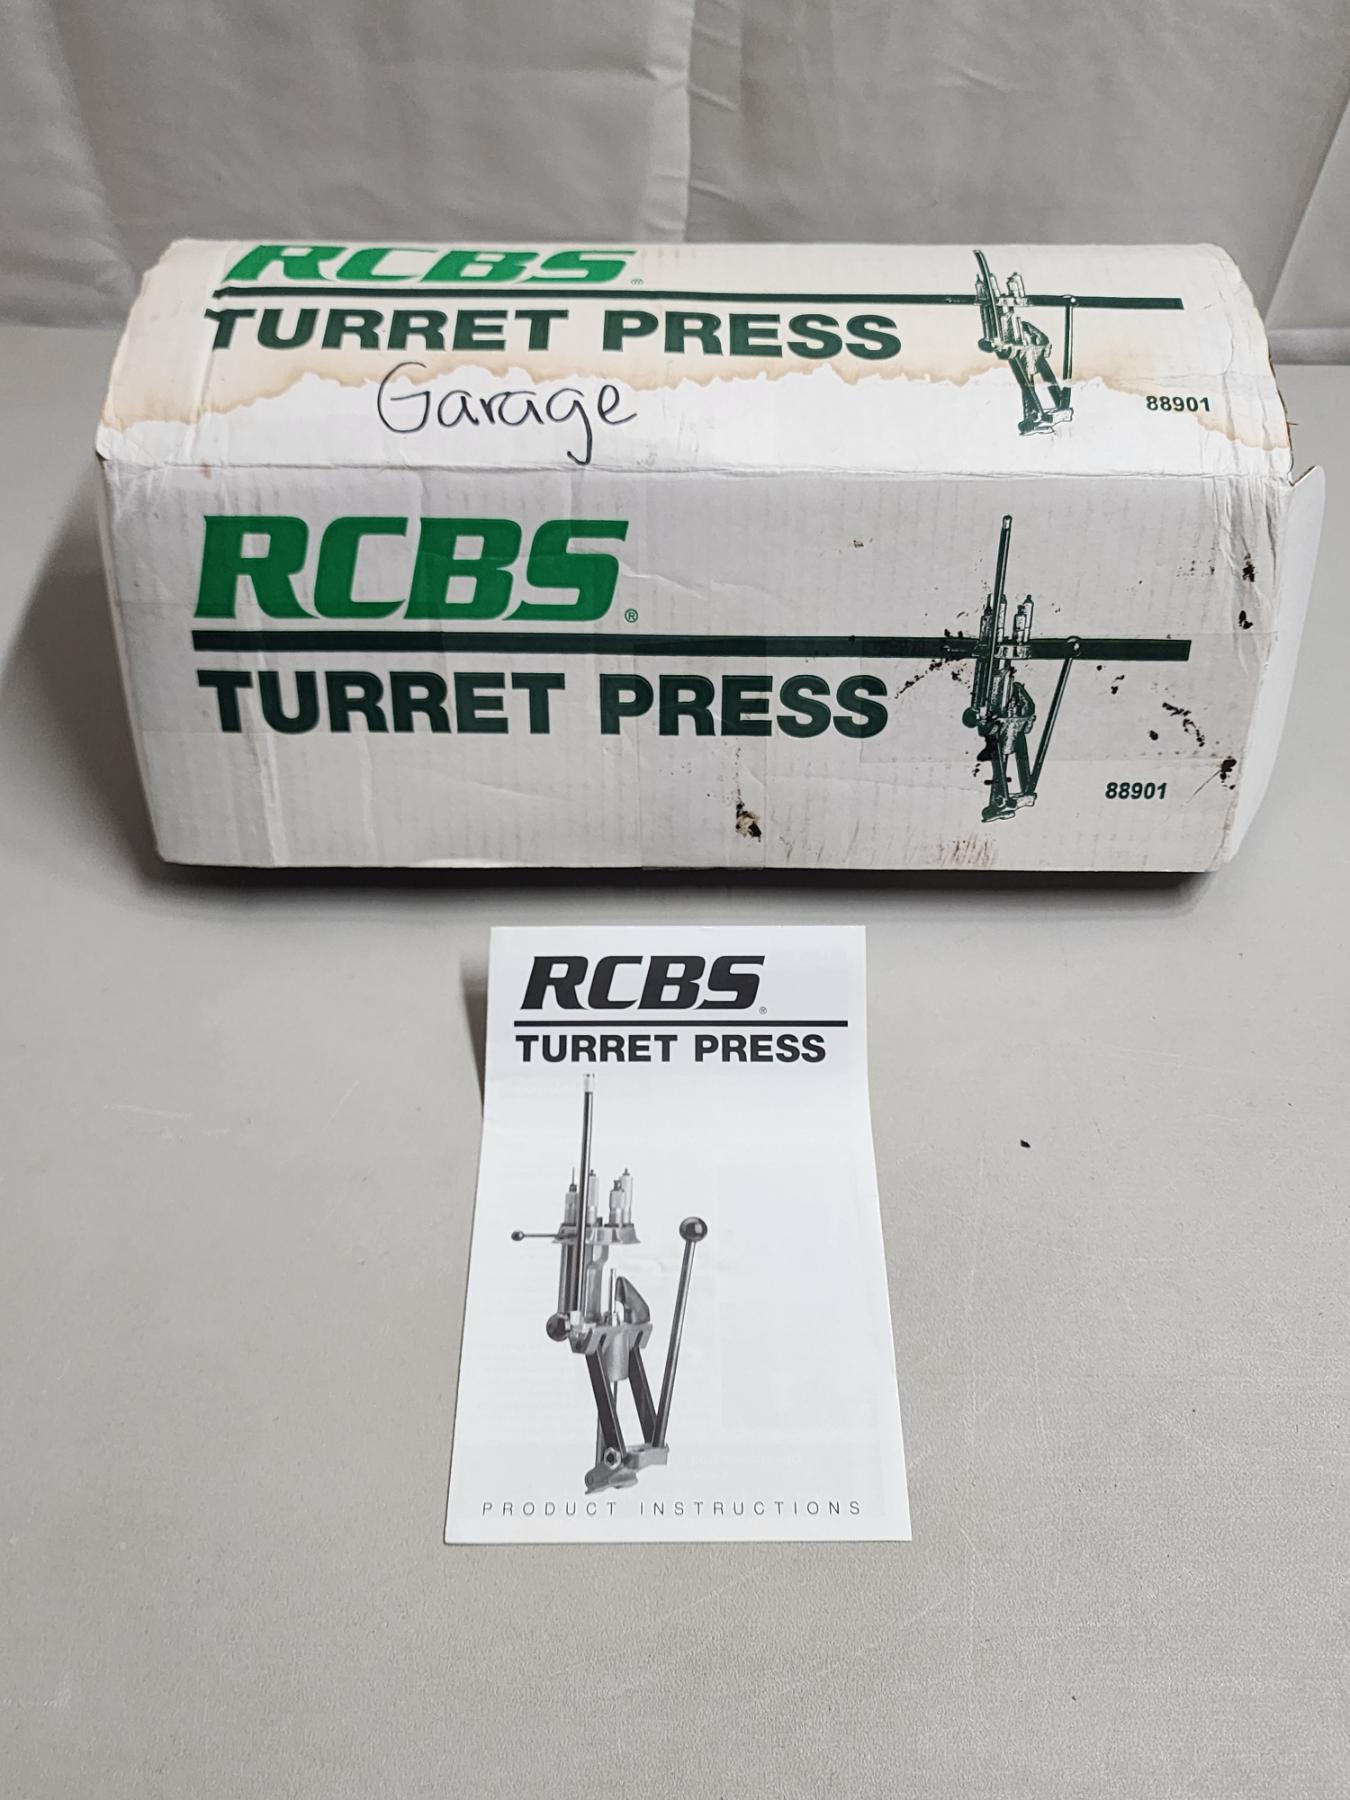 RCBS®
TURRET PRESS
Garage
88901
RCBS®
TURRET PRESS
88901
RCBS®
TURRET PRESS
PRODUCT INSTRUCTIONS